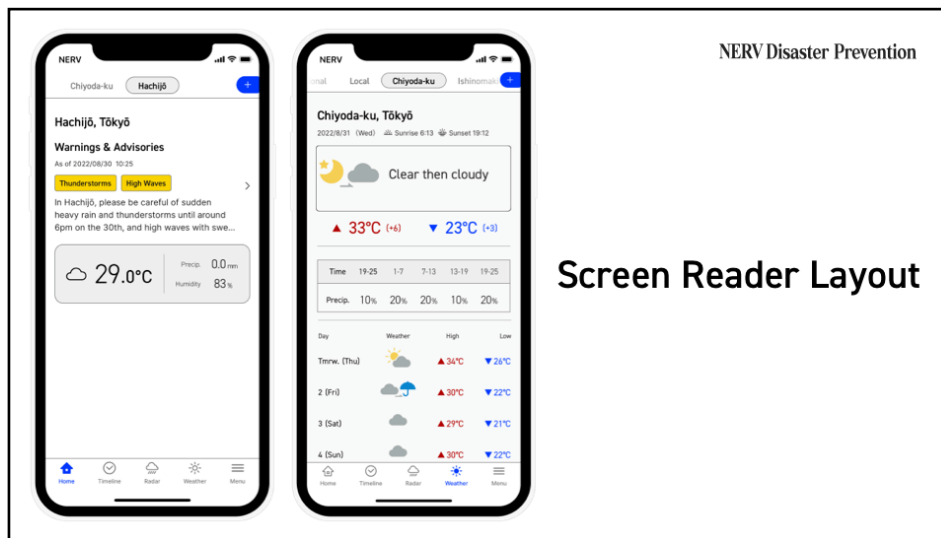 NERV Disaster Prevention
NERV
Chiyoda-ku Hachijō +
Hachijō, Tōkyō
Warnings & Advisories
As of 2022/08/30 10:25
Thunderstorms High Waves
In Hachijō, please be careful of sudden
heavy rain and thunderstorms until around
6pm on the 30th, and high waves with swe...
29.0°C
Precip. 0.0 mm
Humidity 83 %
Home Timeline Radar Weather Menu
NERV
onal Local Chiyoda-ku Ishinomak +
Chiyoda-ku, Tōkyō
2022/8/31 (Wed) Sunrise 6:13 Sunset 19:12
Clear then cloudy
▲ 33°C (+6) ▼ 23°C (+3)
Time 19-25 1-7 7-13 13-19 19-25
Precip. 10% 20% 20% 10% 20%
Day Weather High Low
Tmrw. (Thu) ▲ 34°C ▼ 26°C
2 (Fri) ▲ 30°C ▼ 22°C
3 (Sat) ▲ 29°C ▼ 21°C
4 (Sun) ▲ 30°C ▼ 22°C
Home Timeline Radar Weather Menu
Screen Reader Layout